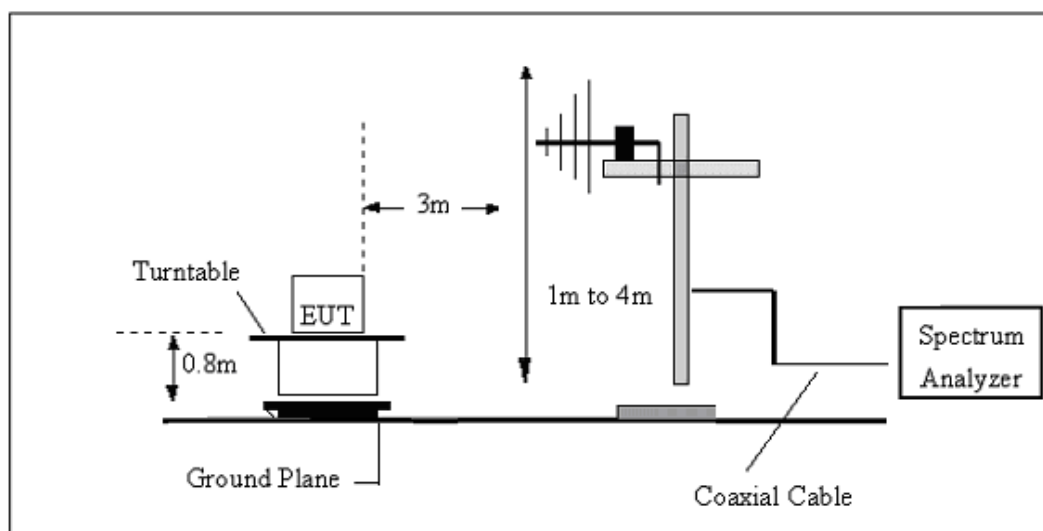 3m
Turntable
EUT
1m to 4m
0.8m
Spectrum
Analyzer
Ground Plane
Coaxial Cable